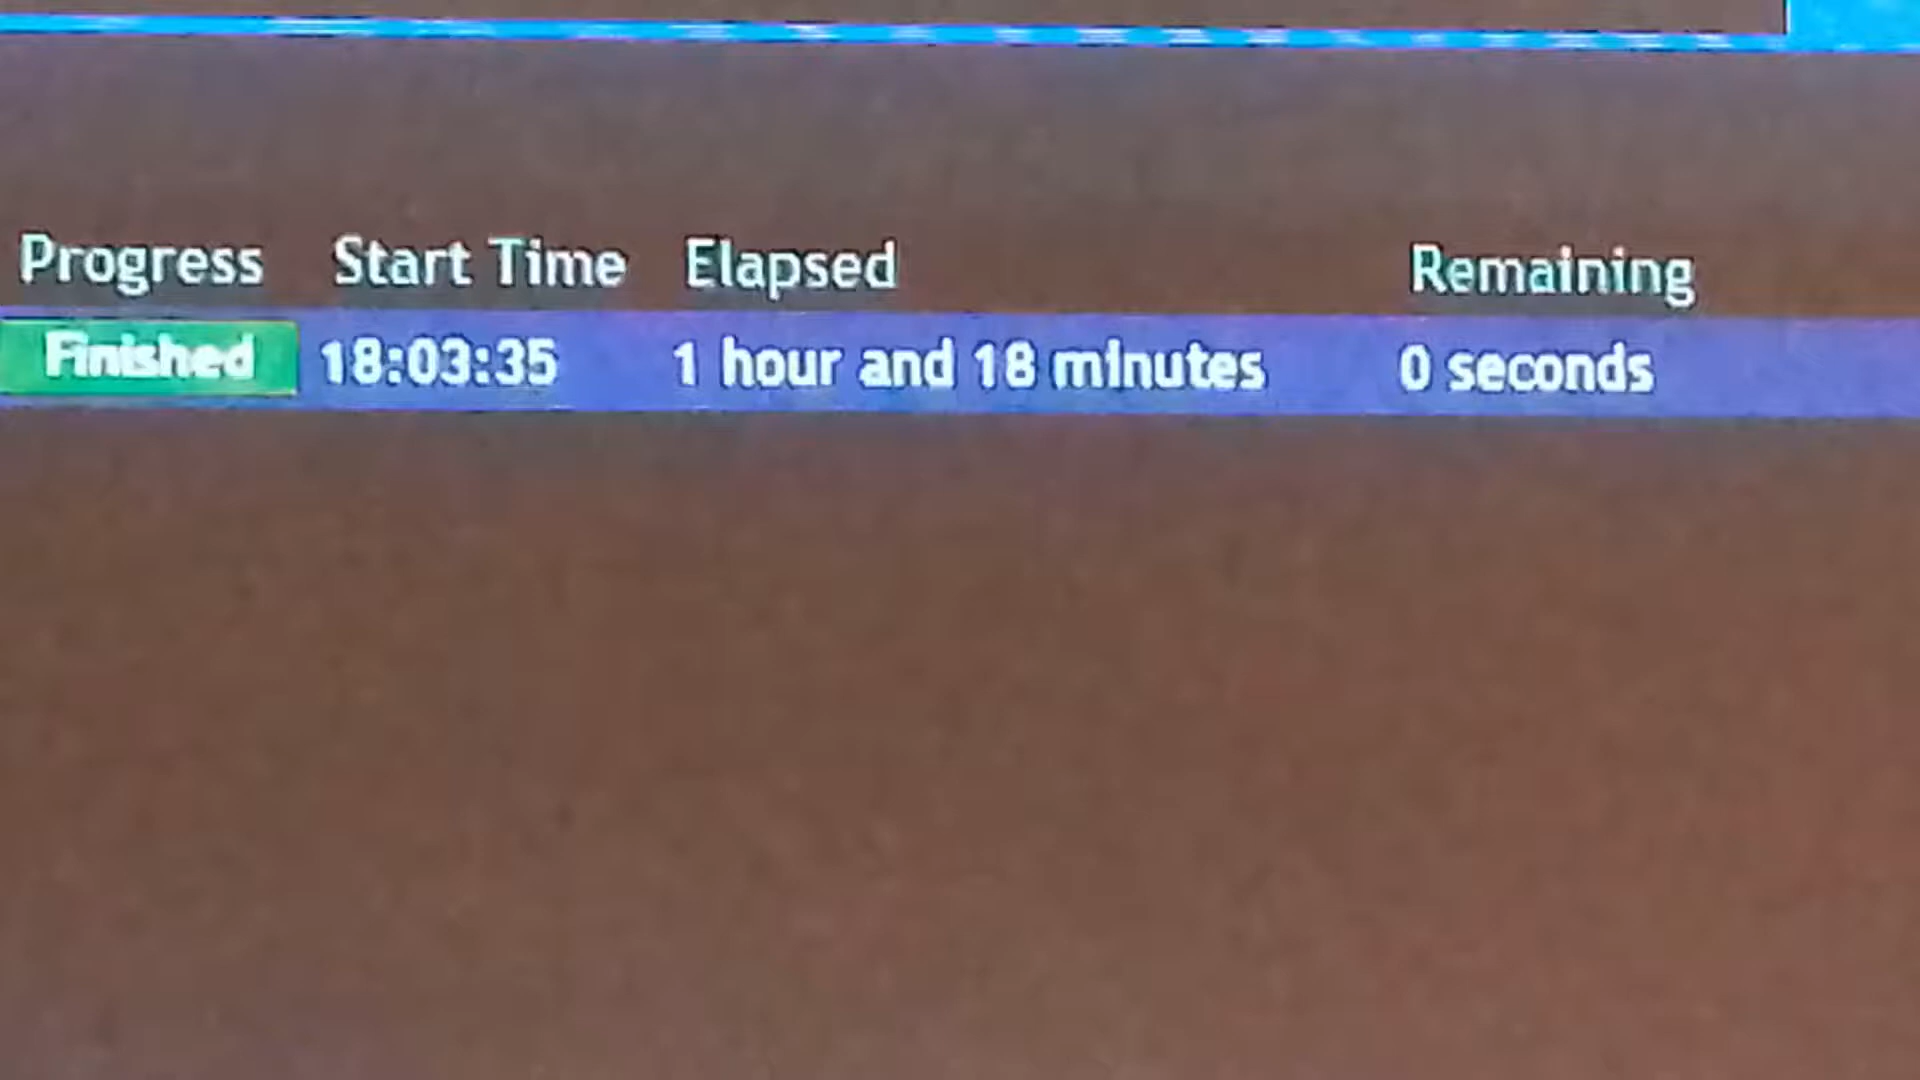 Progress Start Time Elapsed Remaining
Finished 18:03:35 1 hour and 18 minutes 0 seconds